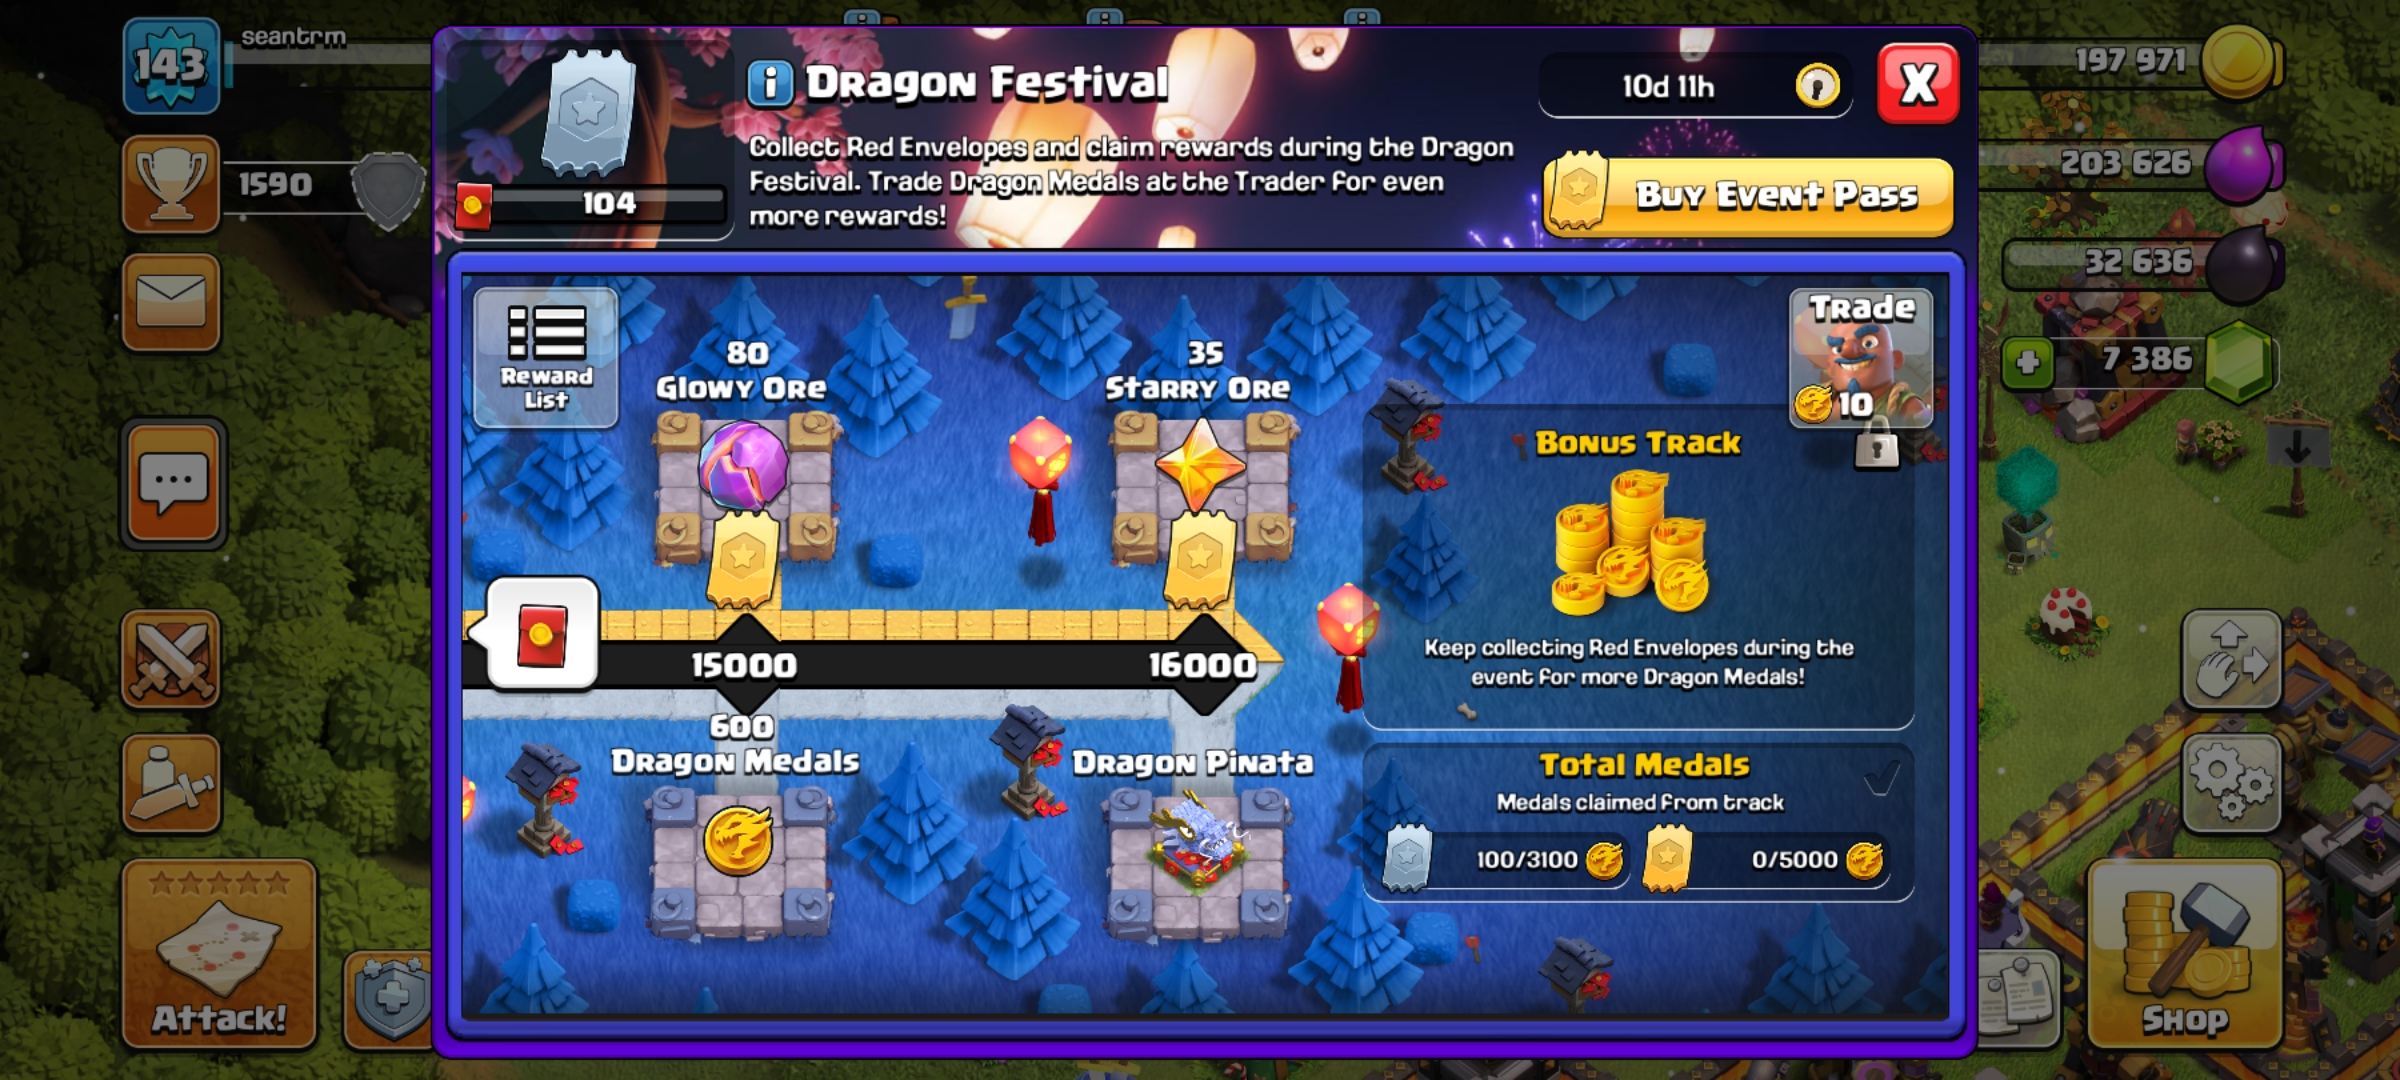 143
seantrm
1590
104
Dragon Festival
Collect Red Envelopes and claim rewards during the Dragon
Festival. Trade Dragon Medals at the Trader for even
more rewards!
10d 11h
X
Buy Event Pass
197 971
203 626
32 636
7 386
Reward
List
80
Glowy Ore
35
Starry Ore
Trade
10
Bonus Track
Keep collecting Red Envelopes during the
event for more Dragon Medals!
15000
16000
600
Dragon Medals
Dragon Pinata
Total Medals
Medals claimed from track
100/3100
0/5000
Attack!
Shop